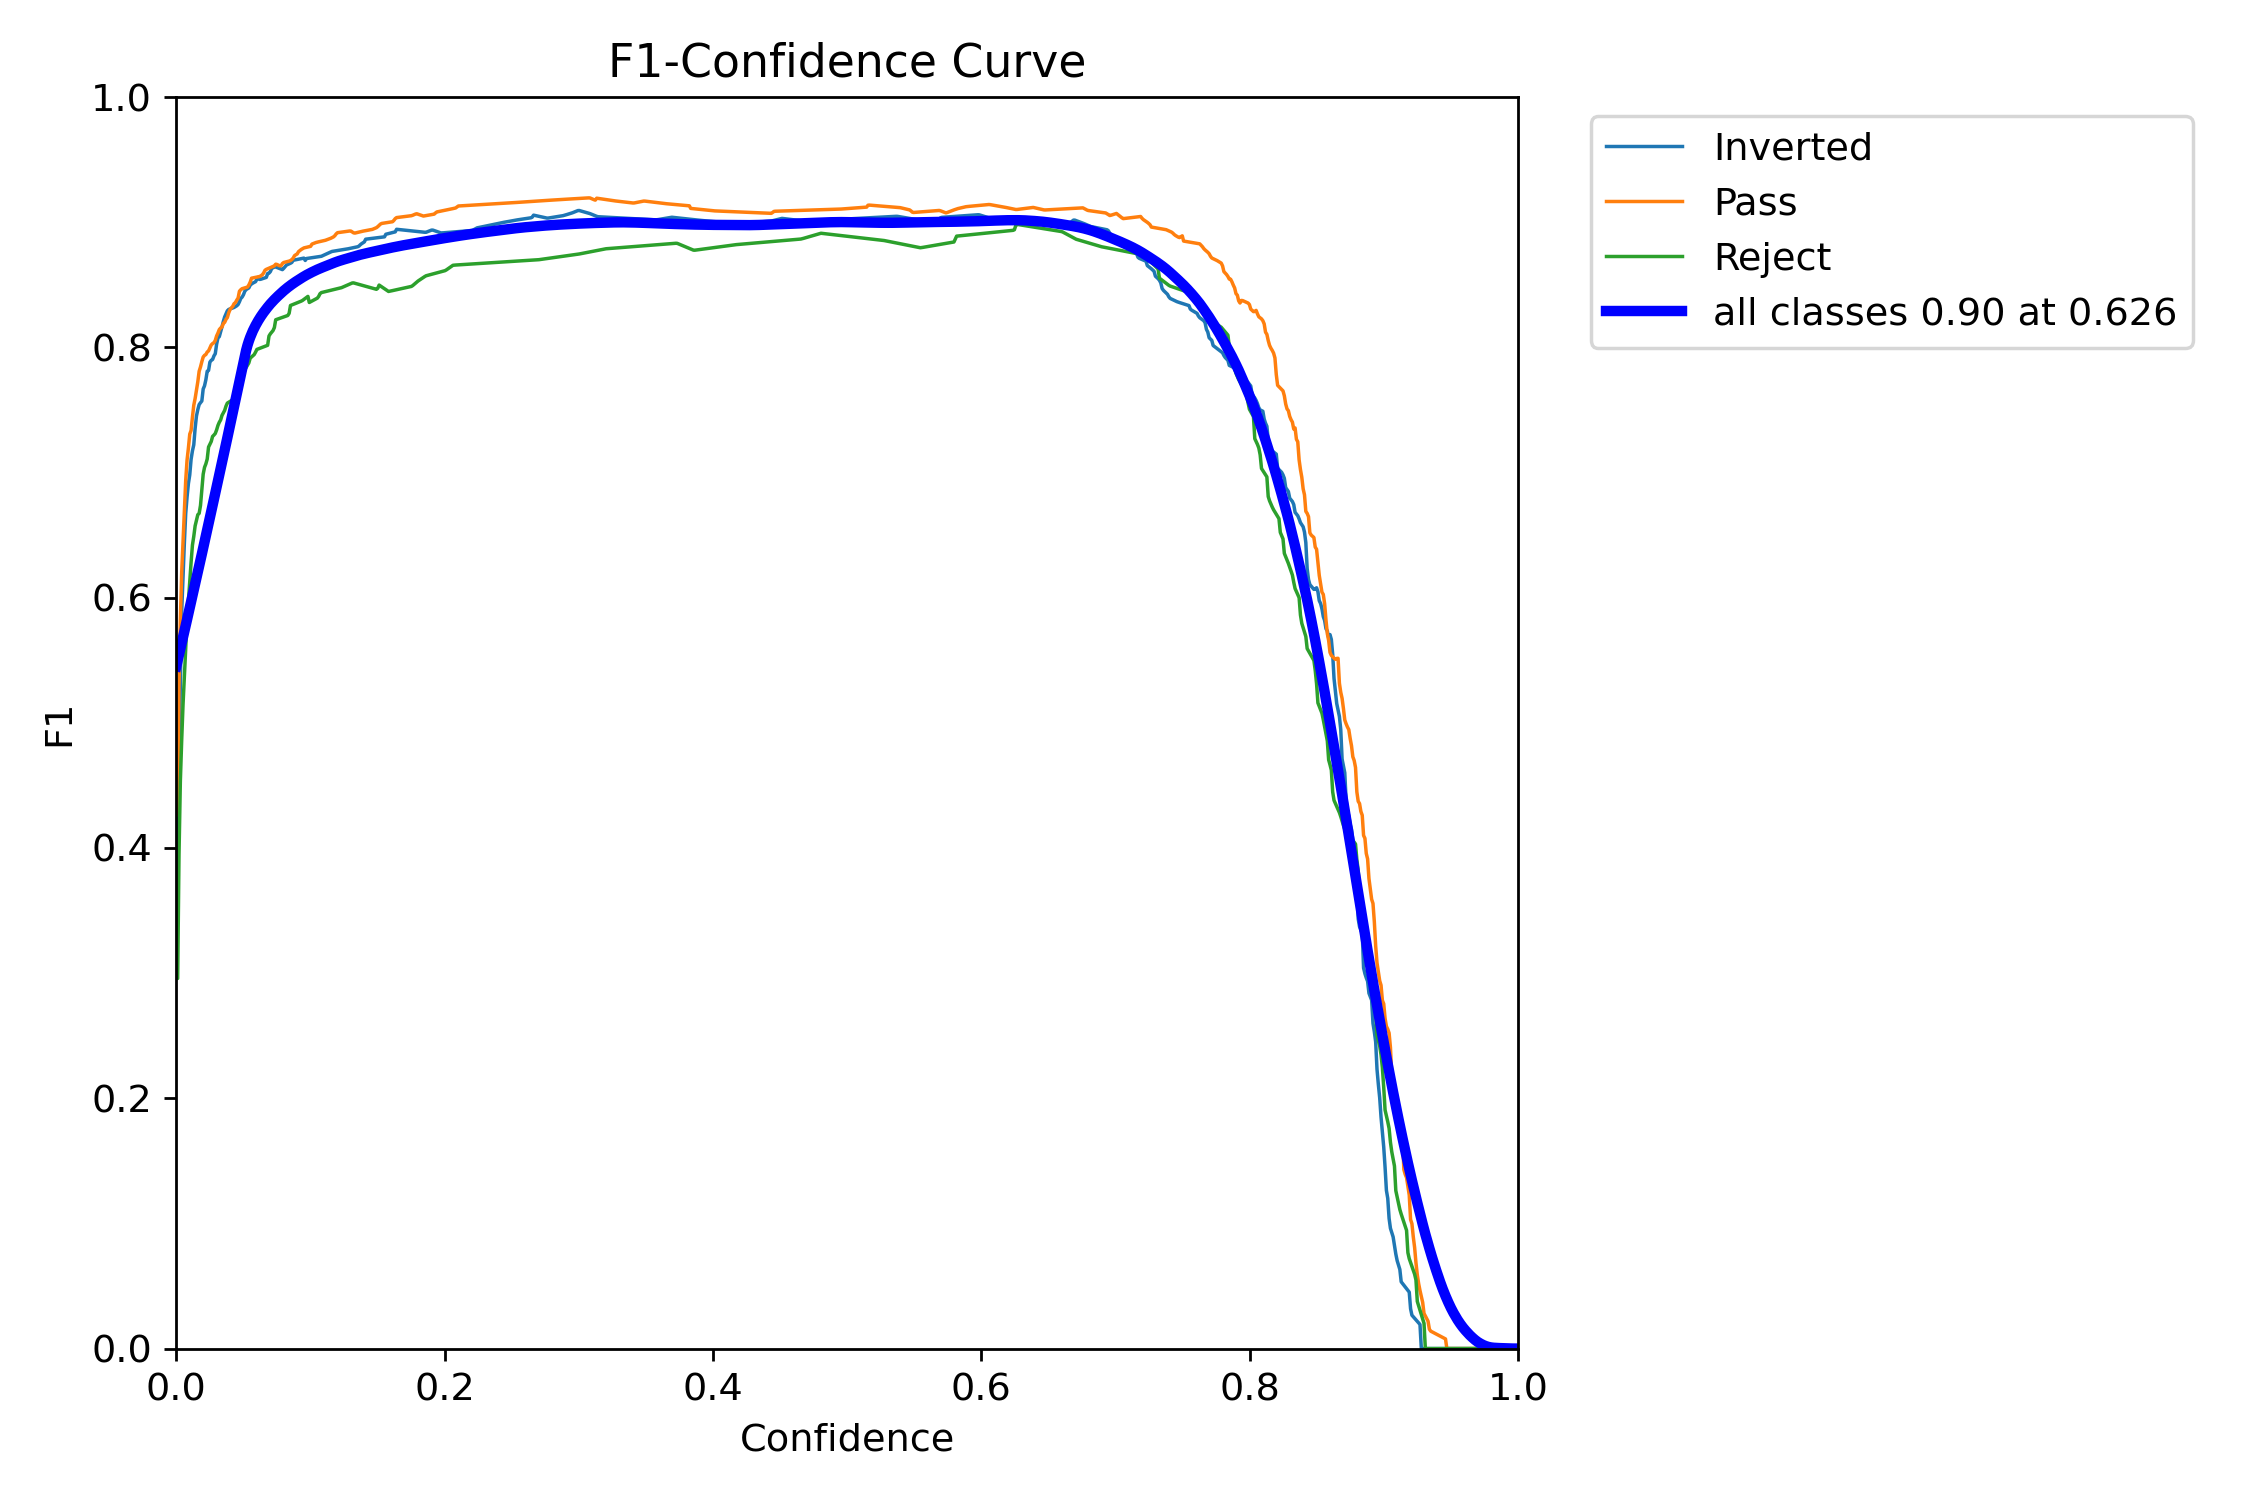 F1-Confidence Curve
1.0
0.8
0.6
0.4
0.2
0.0
F1
0.0 0.2 0.4 0.6 0.8 1.0
Confidence
Inverted
Pass
Reject
all classes 0.90 at 0.626